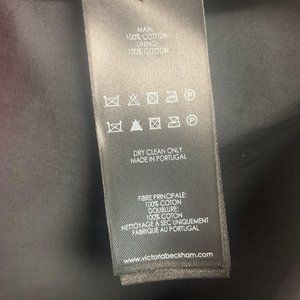 MAIN:
100% COTTON
LINING:
100% COTTON
DRY CLEAN ONLY
MADE IN PORTUGAL
FIBRE PRINCIPALE:
100% COTON
DOUBLURE:
100% COTON
NETTOYAGE À SEC UNIQUEMENT
FABRIQUÉ AU PORTUGAL
www.victoriabeckham.com